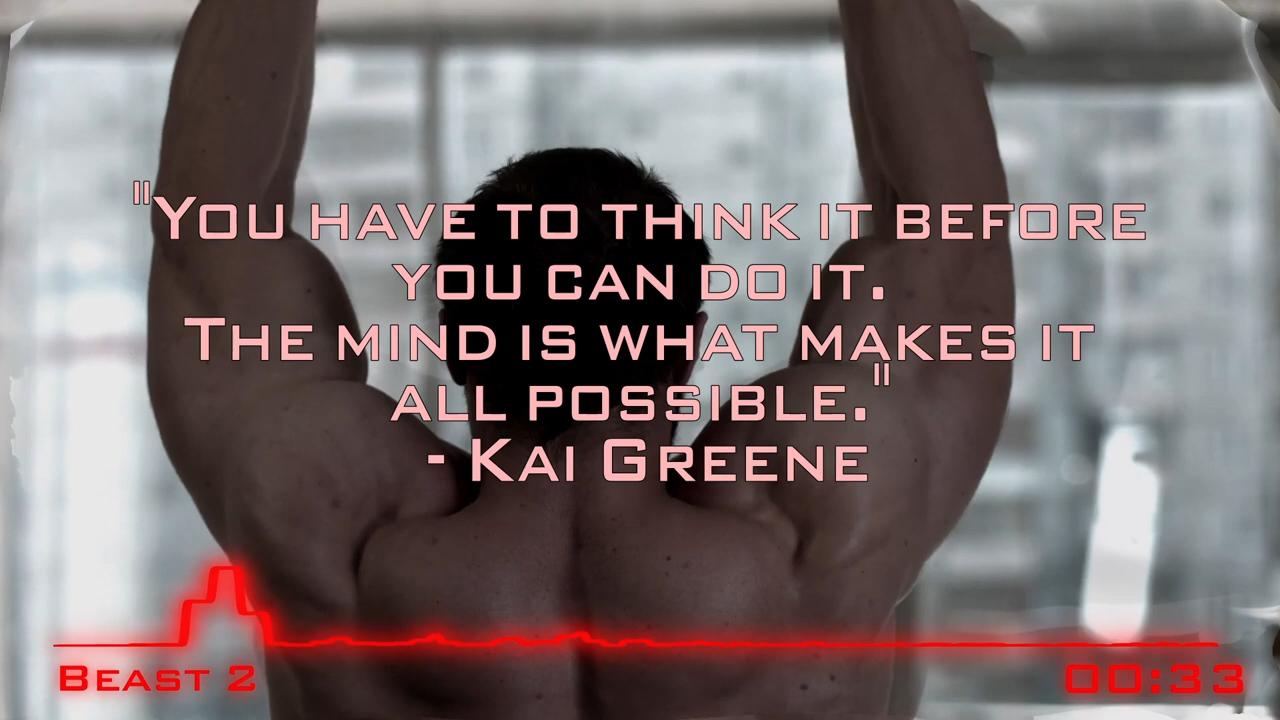 "You have to think it before
you can do it.
The mind is what makes it
all possible."
- Kai Greene
Beast 2
00:33